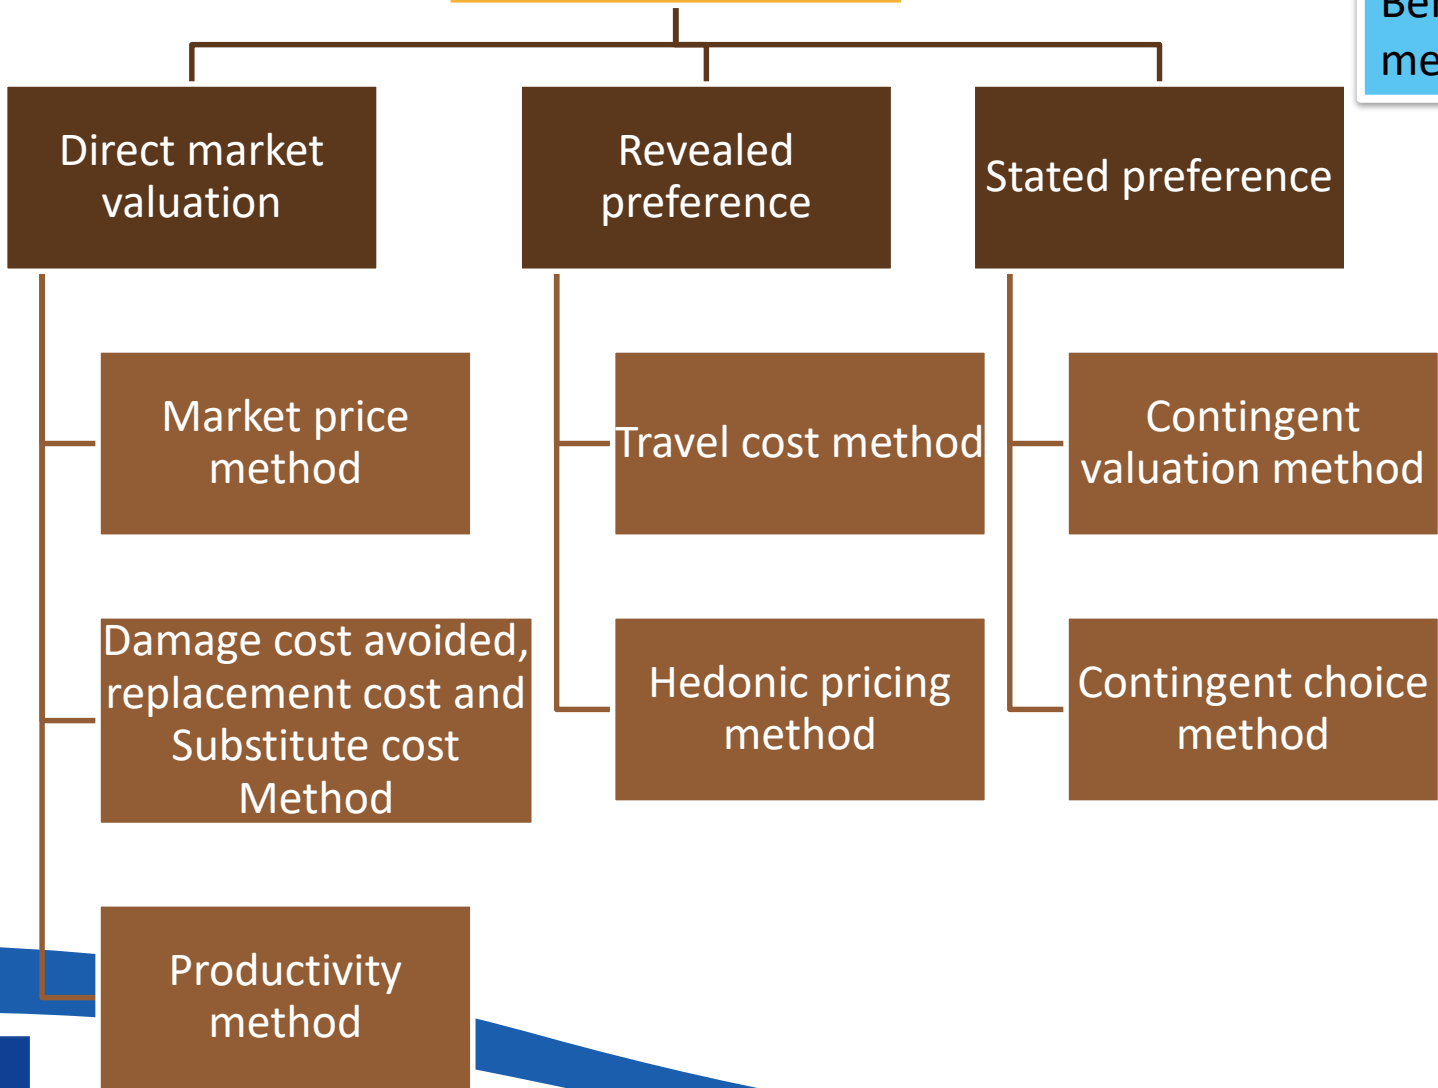 Direct market
valuation
Revealed
preference
Stated preference
Market price
method
Travel cost method
Contingent
valuation method
Damage cost avoided,
replacement cost and
Substitute cost
Method
Hedonic pricing
method
Contingent choice
method
Productivity
method